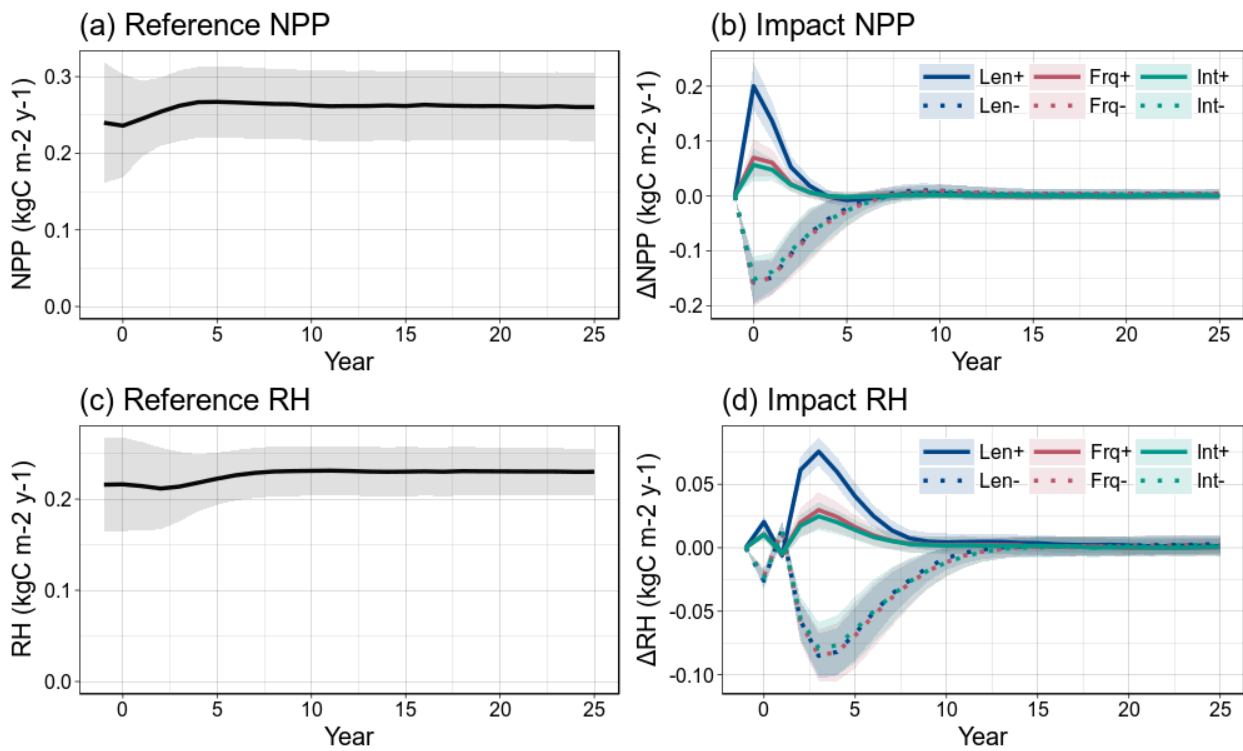 (a) Reference NPP
NPP (kgC m-2 y-1)
0.3
0.2
0.1
0.0
0 5 10 15 20 25
Year
(b) Impact NPP
ΔNPP (kgC m-2 y-1)
0.2
0.1
0.0
-0.1
-0.2
Len+ Frq+ Int+
Len- Frq- Int-
0 5 10 15 20 25
Year
(c) Reference RH
RH (kgC m-2 y-1)
0.2
0.1
0.0
0 5 10 15 20 25
Year
(d) Impact RH
ΔRH (kgC m-2 y-1)
0.05
0.00
-0.05
-0.10
Len+ Frq+ Int+
Len- Frq- Int-
0 5 10 15 20 25
Year